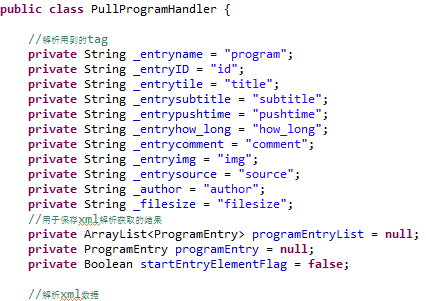 public class PullProgramHandler {
//解析用到的tag
private String _entryname = "program";
private String _entryID = "id";
private String _entrytile = "title";
private String _entrysubtitle = "subtitle";
private String _entrypushtime = "pushtime";
private String _entryhow_long = "how_long";
private String _entrycomment = "comment";
private String _entryimg = "img";
private String _entrysource = "source";
private String _author = "author";
private String _filesize = "filesize";
//用于保存xml解析获取的结果
private ArrayList<ProgramEntry> programEntryList = null;
private ProgramEntry programEntry = null;
private Boolean startEntryElementFlag = false;
//解析xml数据